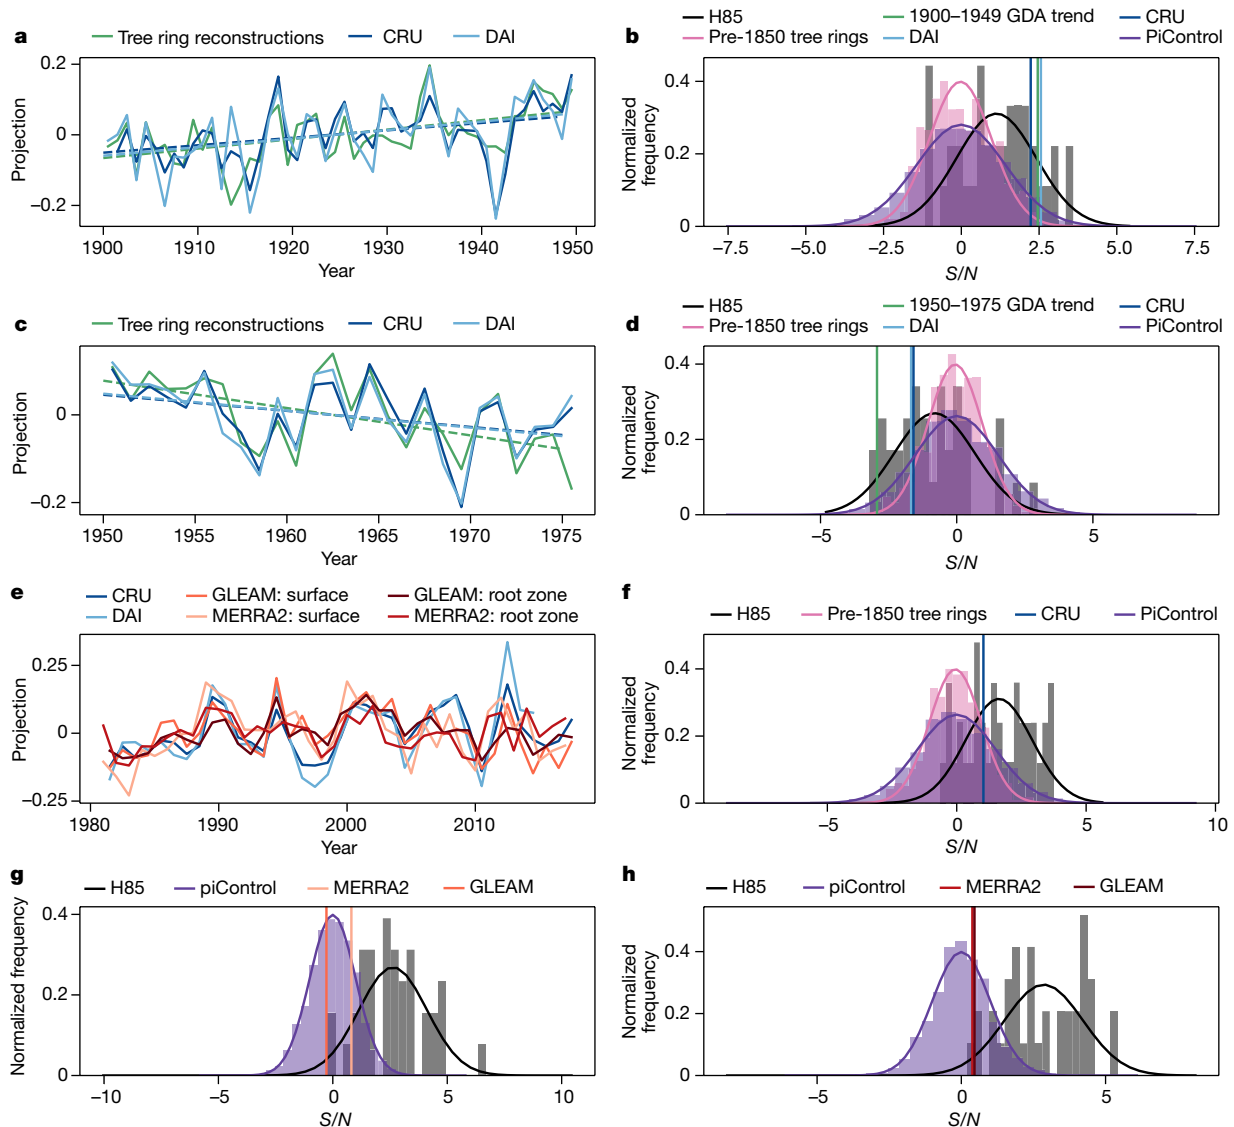 a
Tree ring reconstructions CRU DAI
0.2
0
−0.2
Projection
1900 1910 1920 1930 1940 1950
Year
b
H85 1900–1949 GDA trend CRU
Pre-1850 tree rings DAI PiControl
0.4
0.2
0
Normalized
frequency
−7.5 −5.0 −2.5 0 2.5 5.0 7.5
S/N
c
Tree ring reconstructions CRU DAI
0
−0.2
Projection
1950 1955 1960 1965 1970 1975
Year
d
H85 1950–1975 GDA trend CRU
Pre-1850 tree rings DAI PiControl
0.4
0.2
0
Normalized
frequency
−5 0 5
S/N
e
CRU GLEAM: surface GLEAM: root zone
DAI MERRA2: surface MERRA2: root zone
0.25
0
−0.25
Projection
1980 1990 2000 2010
Year
f
H85 Pre-1850 tree rings CRU PiControl
0.4
0.2
0
Normalized
frequency
−5 0 5 10
S/N
g
H85 piControl MERRA2 GLEAM
0.4
0.2
0
Normalized frequency
−10 −5 0 5 10
S/N
h
H85 piControl MERRA2 GLEAM
0.4
0.2
0
Normalized
frequency
−5 0 5
S/N